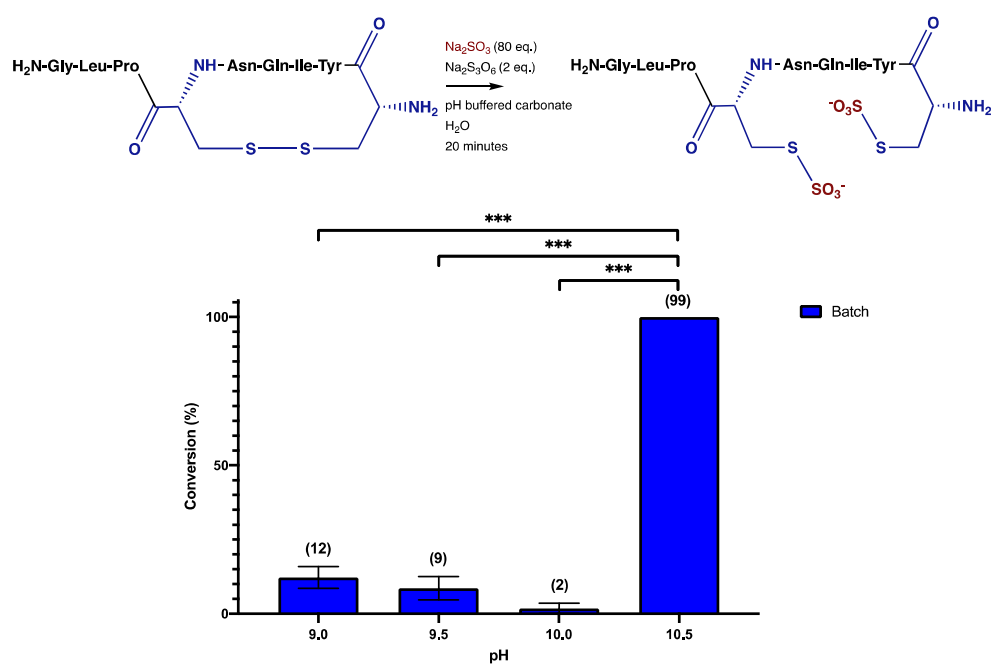 H₂N-Gly-Leu-Pro
O
NH-Asn-Gln-Ile-Tyr
O
NH₂
S
S
Na₂SO₃ (80 eq.)
Na₂S₃O₆ (2 eq.)
pH buffered carbonate
H₂O
20 minutes
H₂N-Gly-Leu-Pro
O
NH-Asn-Gln-Ile-Tyr
O
NH₂
⁻O₃S
S
S
SO₃⁻
***
***
***
(99)
Batch
(12)
(9)
(2)
Conversion (%)
100
50
0
9.0
9.5
10.0
10.5
pH